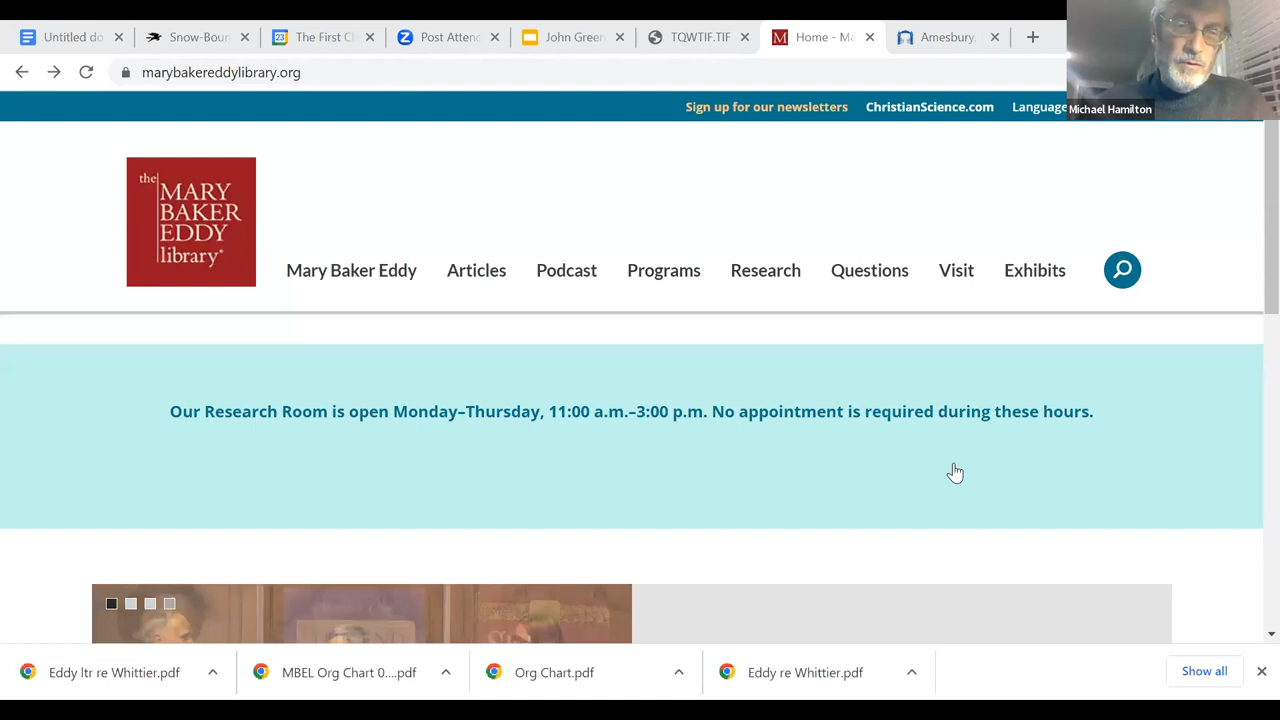 Untitled do
Snow-Boun
The First C
Post Attend
John Green
TQWTIF.TIF
Home - Ma
Amesbury,
marybakereddylibrary.org
Michael Hamilton
Sign up for our newsletters
ChristianScience.com
Language
the
MARY
BAKER
EDDY
library
Mary Baker Eddy
Articles
Podcast
Programs
Research
Questions
Visit
Exhibits
Our Research Room is open Monday–Thursday, 11:00 a.m.–3:00 p.m. No appointment is required during these hours.
Eddy ltr re Whittier.pdf
MBEL Org Chart 0....pdf
Org Chart.pdf
Eddy re Whittier.pdf
Show all